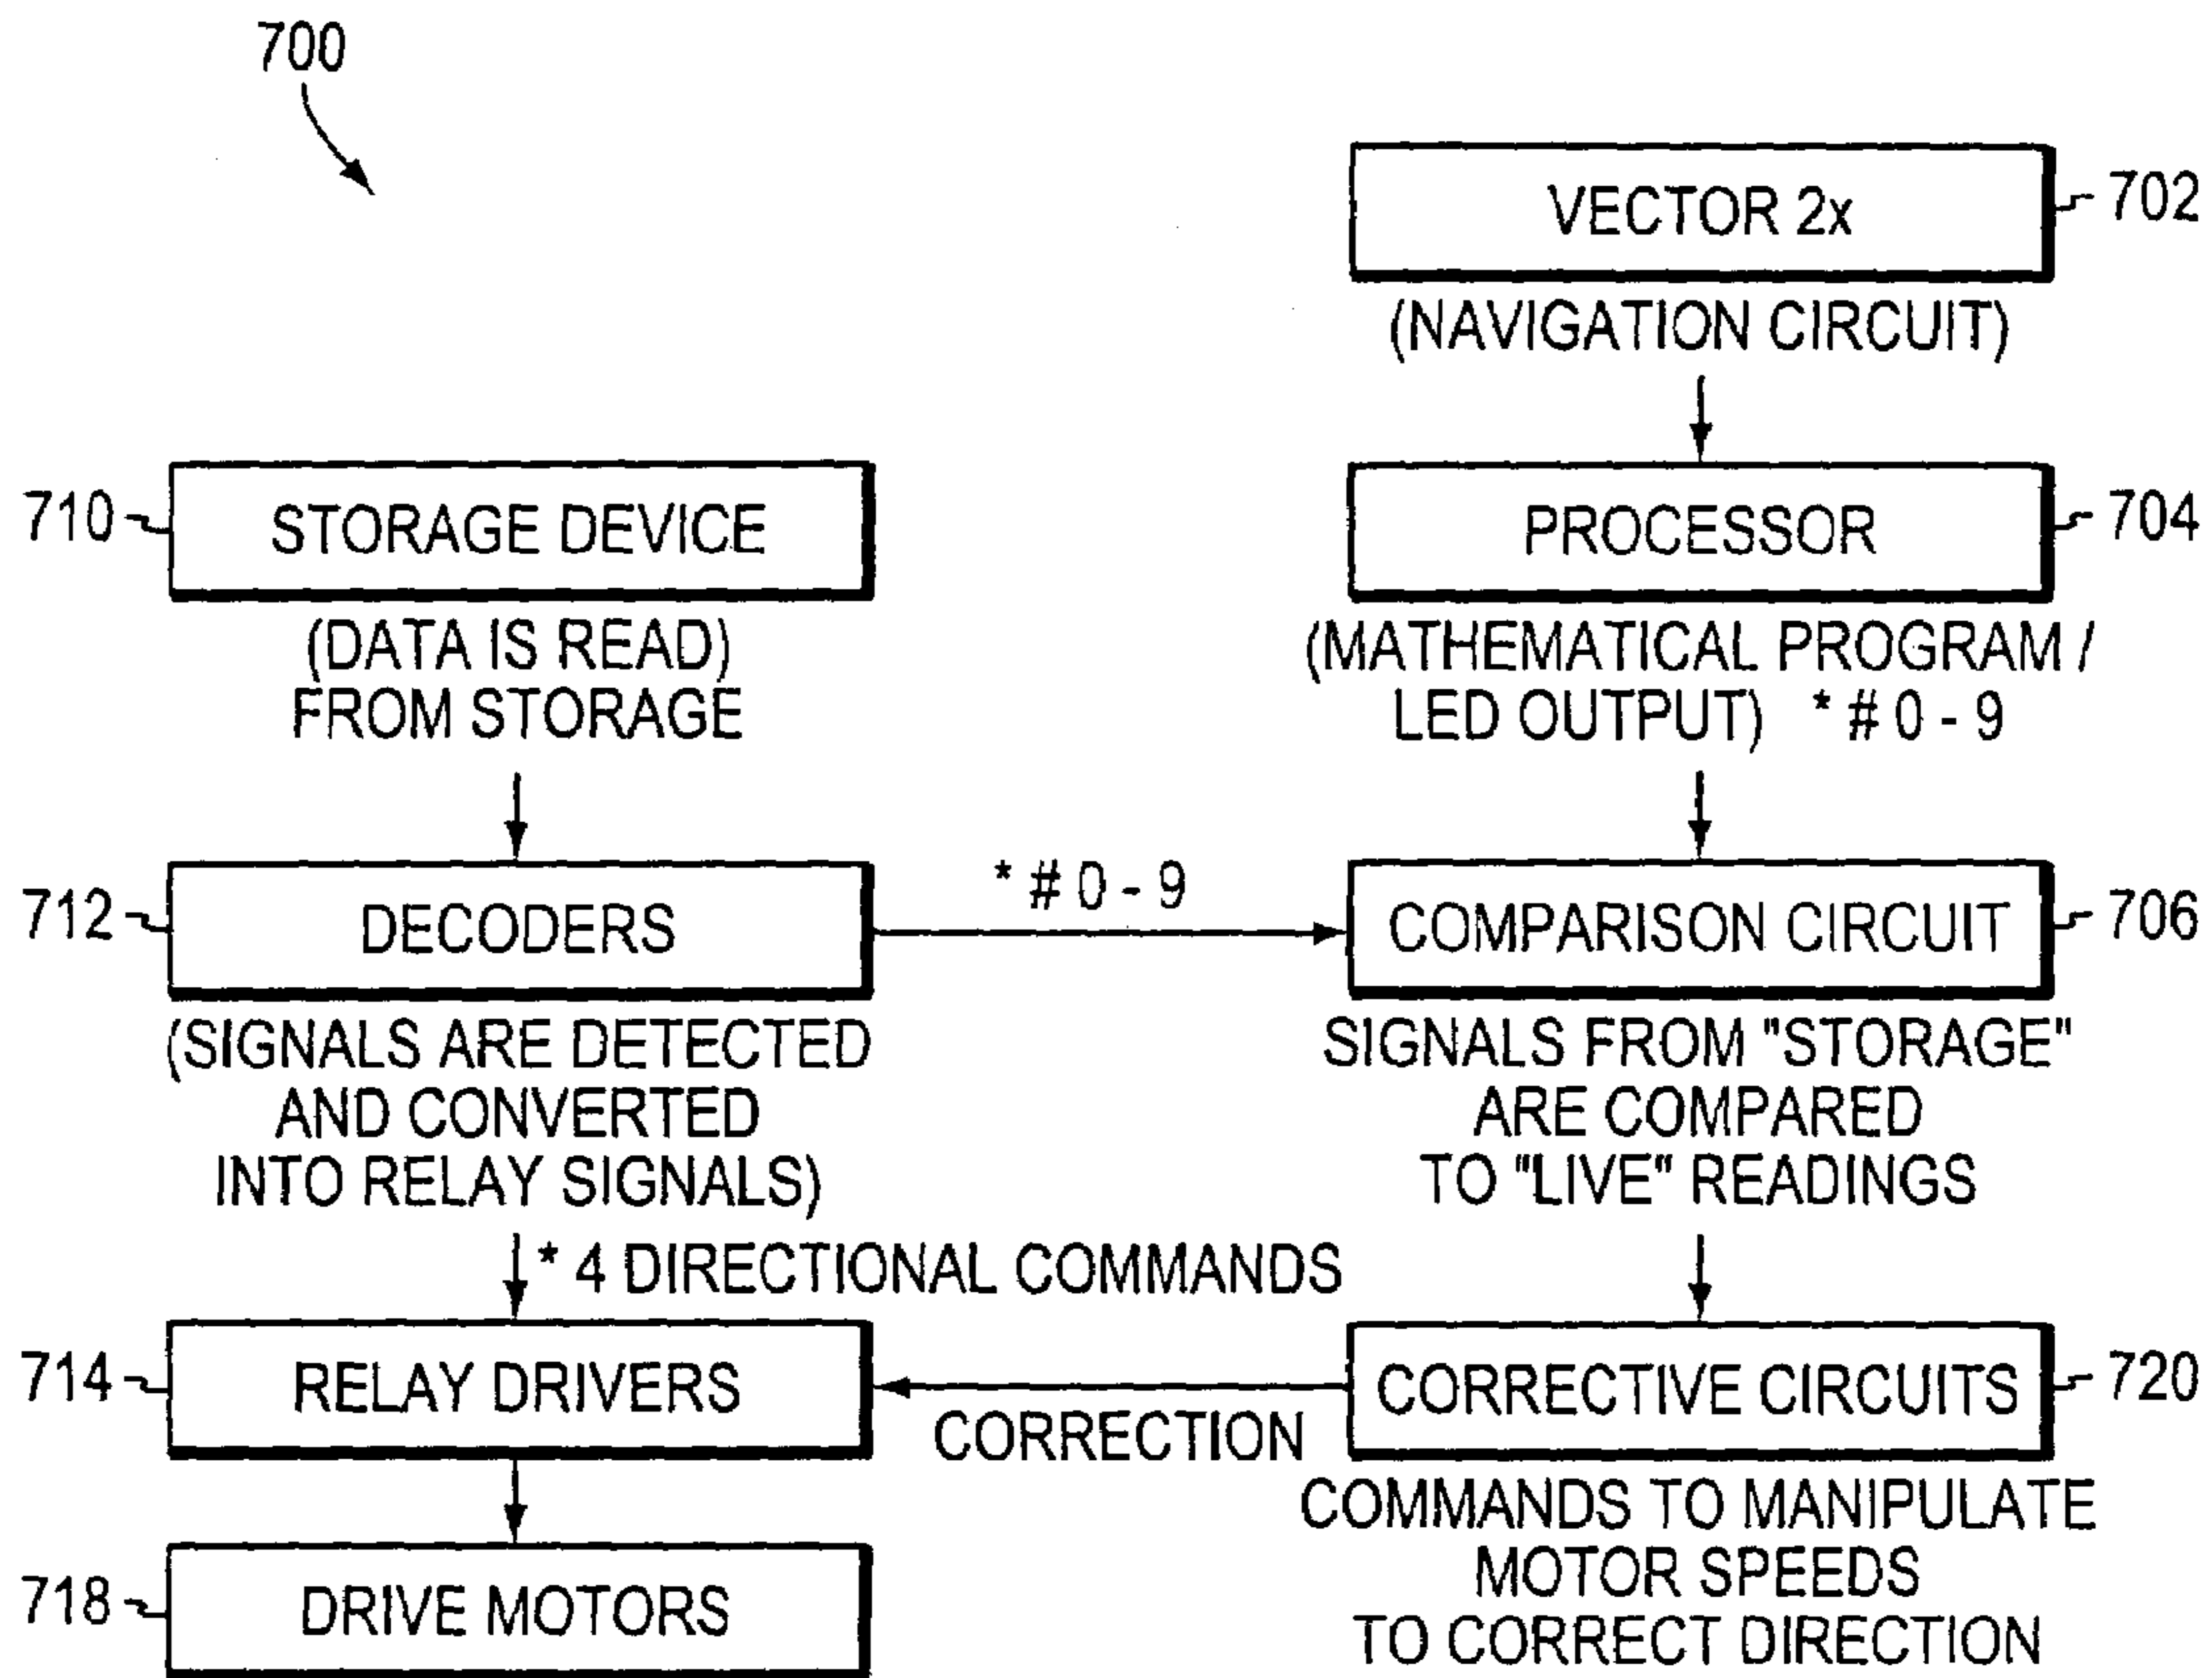 700
VECTOR 2x
702
(NAVIGATION CIRCUIT)
710
STORAGE DEVICE
PROCESSOR
704
(DATA IS READ)
FROM STORAGE
(MATHEMATICAL PROGRAM /
LED OUTPUT) * # 0 - 9
712
DECODERS
* # 0 - 9
COMPARISON CIRCUIT
706
(SIGNALS ARE DETECTED
AND CONVERTED
INTO RELAY SIGNALS)
SIGNALS FROM "STORAGE"
ARE COMPARED
TO "LIVE" READINGS
* 4 DIRECTIONAL COMMANDS
714
RELAY DRIVERS
CORRECTION
CORRECTIVE CIRCUITS
720
COMMANDS TO MANIPULATE
MOTOR SPEEDS
TO CORRECT DIRECTION
718
DRIVE MOTORS